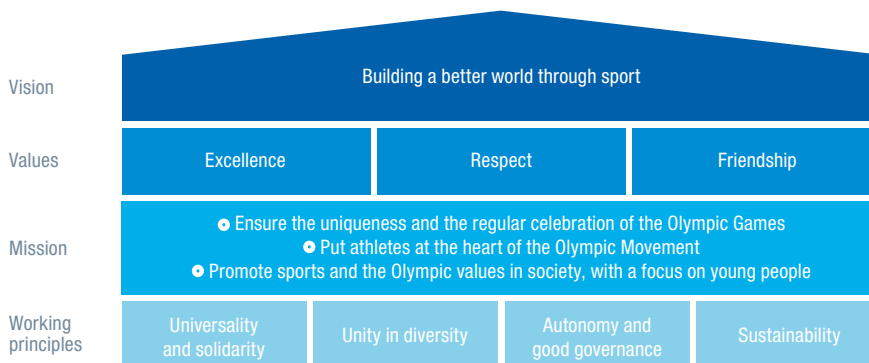 Vision
Building a better world through sport
Values
Excellence
Respect
Friendship
Mission
Ensure the uniqueness and the regular celebration of the Olympic Games
Put athletes at the heart of the Olympic Movement
Promote sports and the Olympic values in society, with a focus on young people
Working
principles
Universality
and solidarity
Unity in diversity
Autonomy and
good governance
Sustainability